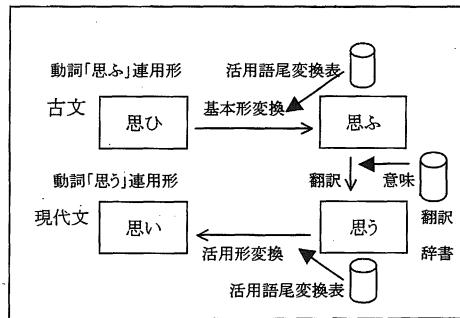 動詞「思ふ」連用形
活用語尾変換表
古文
思ひ
基本形変換
思ふ
動詞「思う」連用形
翻訳
意味
現代文
思い
思う
翻訳
辞書
活用形変換
活用語尾変換表